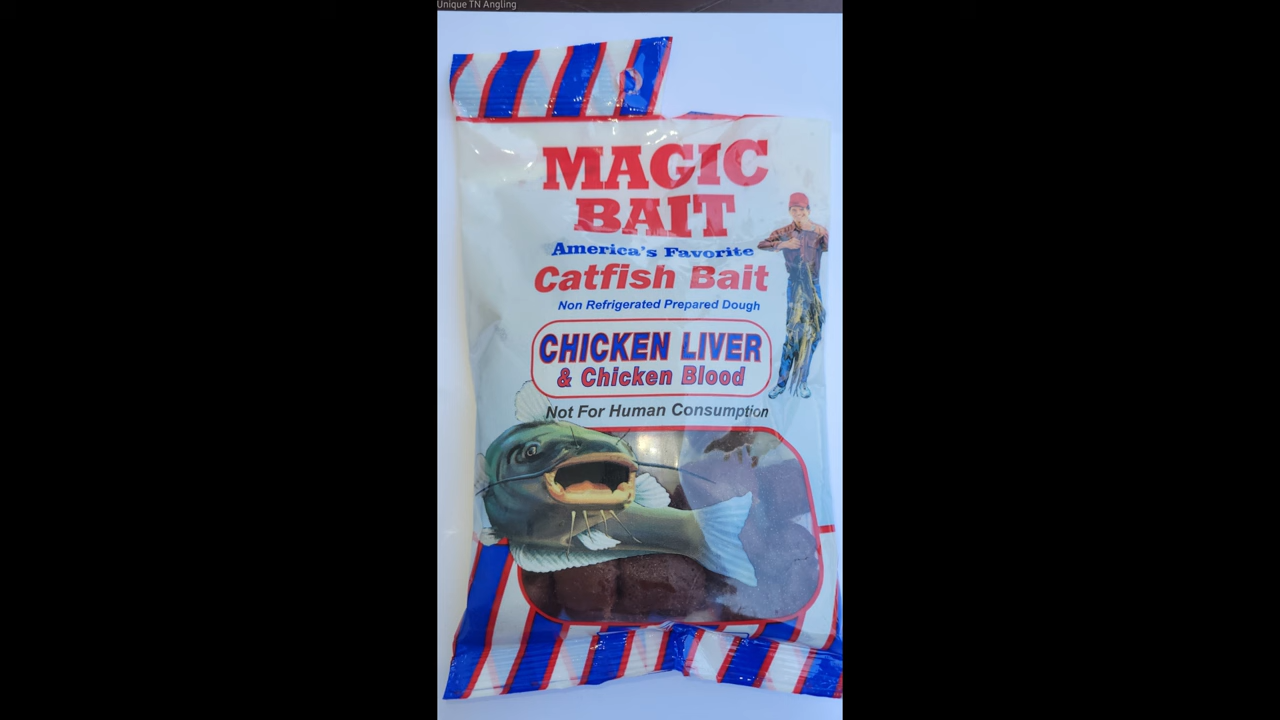 Unique TN Angling
MAGIC
BAIT
America's Favorite
Catfish Bait
Non Refrigerated Prepared Dough
CHICKEN LIVER
& Chicken Blood
Not For Human Consumption